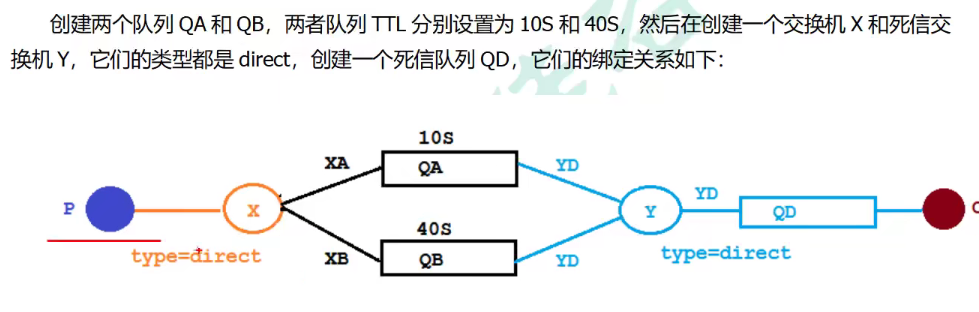 创建两个队列 QA 和 QB，两者队列 TTL 分别设置为 10S 和 40S，然后在创建一个交换机 X 和死信交
换机 Y，它们的类型都是 direct，创建一个死信队列 QD，它们的绑定关系如下：
10S
XA QA YD
P X Y YD QD C
40S
type=direct XB QB YD type=direct